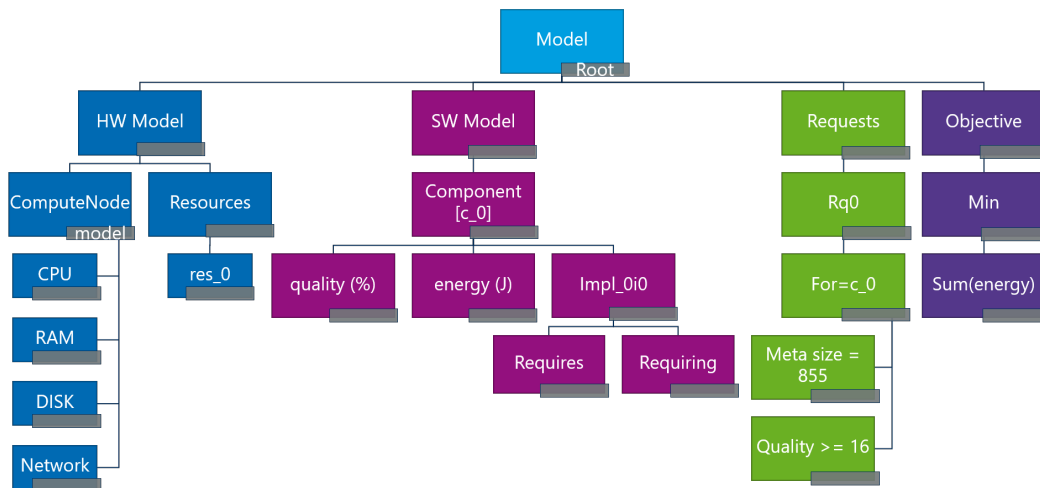 Model
Root
HW Model
SW Model
Requests
Objective
ComputeNode
model
Resources
Component
[c_0]
Rq0
Min
CPU
res_0
quality (%)
energy (J)
Impl_0i0
For=c_0
Sum(energy)
RAM
Requires
Requiring
Meta size =
855
DISK
Network
Quality >= 16